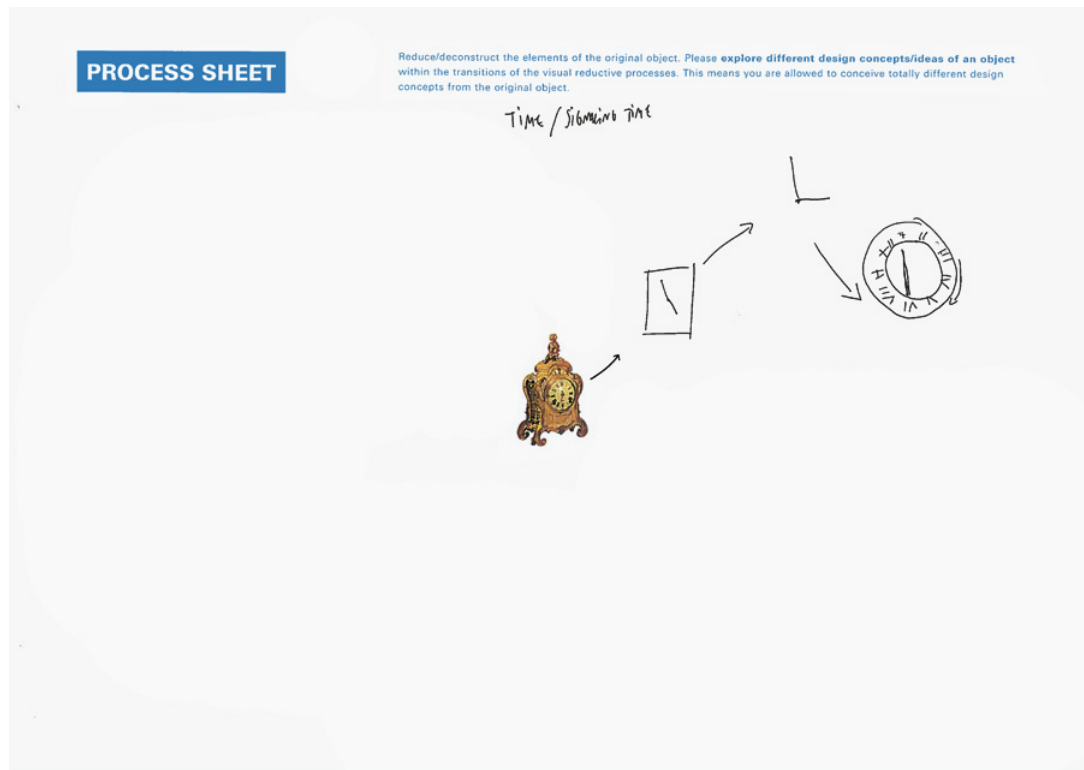 PROCESS SHEET
Reduce/deconstruct the elements of the original object. Please explore different design concepts/ideas of an object
within the transitions of the visual reductive processes. This means you are allowed to conceive totally different design
concepts from the original object.
TIME / SIGNALING TIME